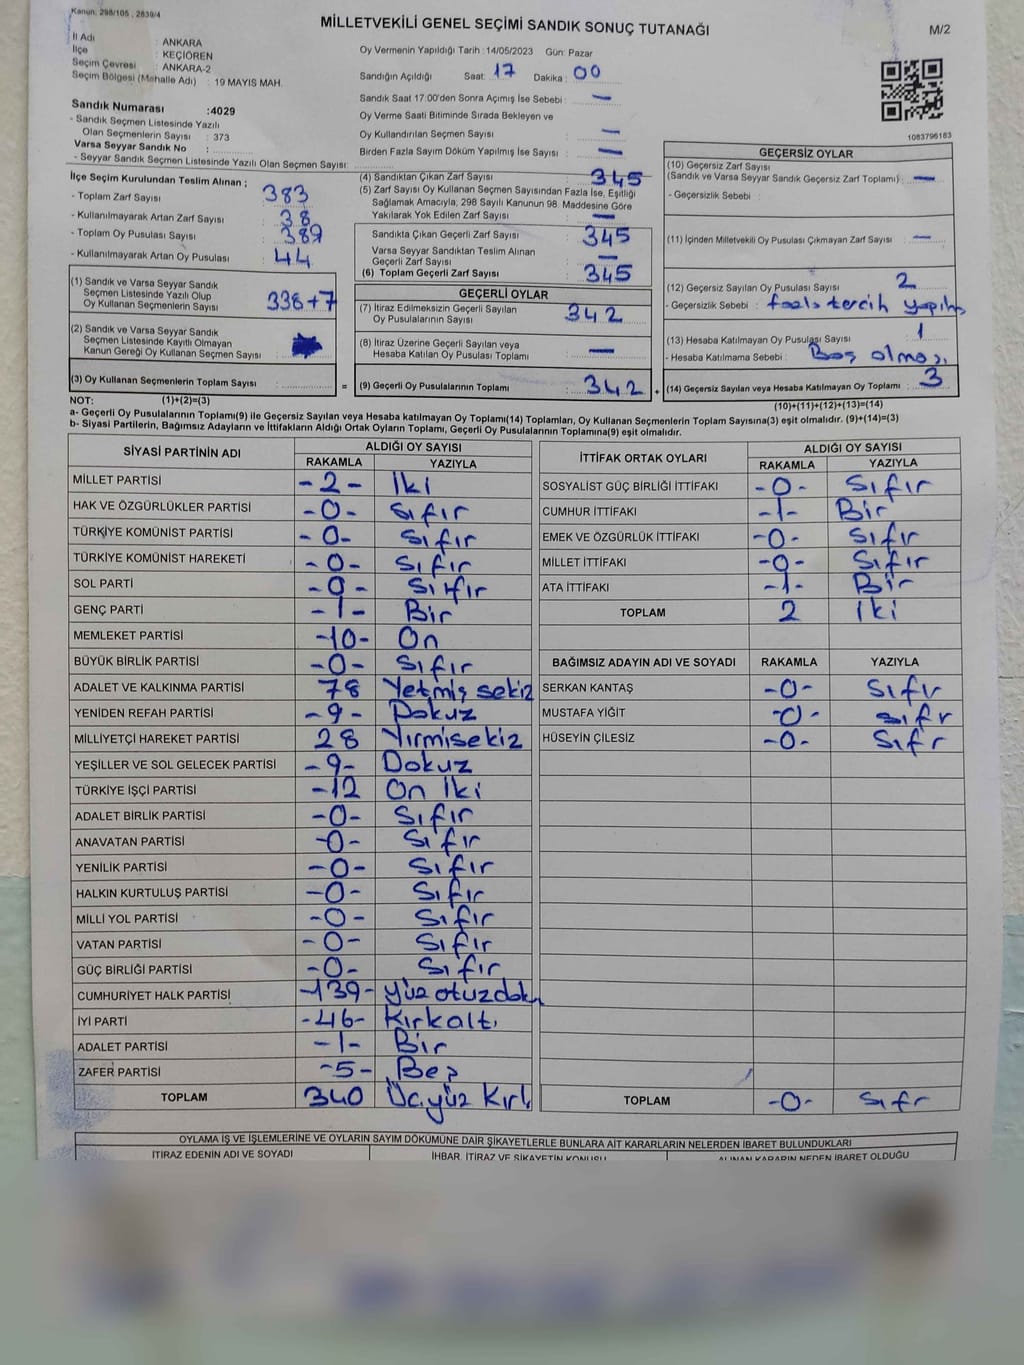 Kanun: 298/105 , 2839/4
MİLLETVEKİLİ GENEL SEÇİMİ SANDIK SONUÇ TUTANAĞI
M/2
İl Adı : ANKARA
İlçe : KEÇİÖREN
Seçim Çevresi : ANKARA-2
Seçim Bölgesi (Mahalle Adı) : 19 MAYIS MAH.
Sandık Numarası :4029
- Sandık Seçmen Listesinde Yazılı
Olan Seçmenlerin Sayısı : 373
Varsa Seyyar Sandık No :
- Seyyar Sandık Seçmen Listesinde Yazılı Olan Seçmen Sayısı:
Oy Vermenin Yapıldığı Tarih :14/05/2023 Gün: Pazar
Sandığın Açıldığı Saat: 17 Dakika : 00
Sandık Saat 17:00'den Sonra Açımış İse Sebebi : —
Oy Verme Saati Bitiminde Sırada Bekleyen ve
Oy Kullandırılan Seçmen Sayısı : —
Birden Fazla Sayım Döküm Yapılmış İse Sayısı : —
1083796183
İlçe Seçim Kurulundan Teslim Alınan ;
- Toplam Zarf Sayısı : 383
- Kullanılmayarak Artan Zarf Sayısı : 38
- Toplam Oy Pusulası Sayısı : 389
- Kullanılmayarak Artan Oy Pusulası : 44
(1) Sandık ve Varsa Seyyar Sandık
Seçmen Listesinde Yazılı Olup
Oy Kullanan Seçmenlerin Sayısı : 338+7
(2) Sandık ve Varsa Seyyar Sandık
Seçmen Listesinde Kayıtlı Olmayan
Kanun Gereği Oy Kullanan Seçmen Sayısı :
(3) Oy Kullanan Seçmenlerin Toplam Sayısı :
(4) Sandıktan Çıkan Zarf Sayısı : 345
(5) Zarf Sayısı Oy Kullanan Seçmen Sayısından Fazla İse, Eşitliği
Sağlamak Amacıyla; 298 Sayılı Kanunun 98. Maddesine Göre
Yakılarak Yok Edilen Zarf Sayısı : —
Sandıkta Çıkan Geçerli Zarf Sayısı : 345
Varsa Seyyar Sandıktan Teslim Alınan
Geçerli Zarf Sayısı : —
(6) Toplam Geçerli Zarf Sayısı : 345
GEÇERLİ OYLAR
(7) İtiraz Edilmeksizin Geçerli Sayılan
Oy Pusulalarının Sayısı : 342
(8) İtiraz Üzerine Geçerli Sayılan veya
Hesaba Katılan Oy Pusulası Toplamı : —
= (9) Geçerli Oy Pusulalarının Toplamı : 342
GEÇERSİZ OYLAR
(10) Geçersiz Zarf Sayısı
(Sandık ve Varsa Seyyar Sandık Geçersiz Zarf Toplamı) : —
- Geçersizlik Sebebi :
(11) İçinden Milletvekili Oy Pusulası Çıkmayan Zarf Sayısı : —
(12) Geçersiz Sayılan Oy Pusulası Sayısı : 2
- Geçersizlik Sebebi : fazla tercih
(13) Hesaba Katılmayan Oy Pusulası Sayısı : 1
- Hesaba Katılmama Sebebi : Boş olması
(14) Geçersiz Sayılan veya Hesaba Katılmayan Oy Toplamı : 3
NOT: (1)+(2)=(3)
(10)+(11)+(12)+(13)=(14)
a- Geçerli Oy Pusulalarının Toplamı(9) ile Geçersiz Sayılan veya Hesaba katılmayan Oy Toplamı(14) Toplamları, Oy Kullanan Seçmenlerin Toplam Sayısına(3) eşit olmalıdır. (9)+(14)=(3)
b- Siyasi Partilerin, Bağımsız Adayların ve İttifakların Aldığı Ortak Oyların Toplamı, Geçerli Oy Pusulalarının Toplamına(9) eşit olmalıdır.
SİYASİ PARTİNİN ADI ALDIĞI OY SAYISI
RAKAMLA YAZIYLA
MİLLET PARTİSİ -2- İki
HAK VE ÖZGÜRLÜKLER PARTİSİ -0- Sıfır
TÜRKİYE KOMÜNİST PARTİSİ -0- Sıfır
TÜRKİYE KOMÜNİST HAREKETİ -0- Sıfır
SOL PARTİ -0- Sıfır
GENÇ PARTİ -1- Bir
MEMLEKET PARTİSİ -10- On
BÜYÜK BİRLİK PARTİSİ -0- Sıfır
ADALET VE KALKINMA PARTİSİ 78 Yetmiş sekiz
YENİDEN REFAH PARTİSİ -9- Dokuz
MİLLİYETÇİ HAREKET PARTİSİ 28 Yirmisekiz
YEŞİLLER VE SOL GELECEK PARTİSİ -9- Dokuz
TÜRKİYE İŞÇİ PARTİSİ -12 On İki
ADALET BİRLİK PARTİSİ -0- Sıfır
ANAVATAN PARTİSİ -0- Sıfır
YENİLİK PARTİSİ -0- Sıfır
HALKIN KURTULUŞ PARTİSİ -0- Sıfır
MİLLİ YOL PARTİSİ -0- Sıfır
VATAN PARTİSİ -0- Sıfır
GÜÇ BİRLİĞİ PARTİSİ -0- Sıfır
CUMHURİYET HALK PARTİSİ -139- Yüz otuzdoku
İYİ PARTİ -46- Kırkaltı
ADALET PARTİSİ -1- Bir
ZAFER PARTİSİ -5- Beş
TOPLAM 340 Üçyüz Kırk
İTTİFAK ORTAK OYLARI ALDIĞI OY SAYISI
RAKAMLA YAZIYLA
SOSYALİST GÜÇ BİRLİĞİ İTTİFAKI -0- Sıfır
CUMHUR İTTİFAKI -1- Bir
EMEK VE ÖZGÜRLÜK İTTİFAKI -0- Sıfır
MİLLET İTTİFAKI -0- Sıfır
ATA İTTİFAKI -1- Bir
TOPLAM 2 İki
BAĞIMSIZ ADAYIN ADI VE SOYADI RAKAMLA YAZIYLA
SERKAN KANTAŞ -0- Sıfır
MUSTAFA YİĞİT -0- Sıfr
HÜSEYİN ÇİLESİZ -0- Sıfr
TOPLAM -0- Sıfr
OYLAMA İŞ VE İŞLEMLERİNE VE OYLARIN SAYIM DÖKÜMÜNE DAİR ŞİKAYETLERLE BUNLARA AİT KARARLARIN NELERDEN İBARET BULUNDUKLARI
İTİRAZ EDENİN ADI VE SOYADI İHBAR, İTİRAZ VE ŞİKAYETİN KONUSU ALINAN KARARIN NEDEN İBARET OLDUĞU